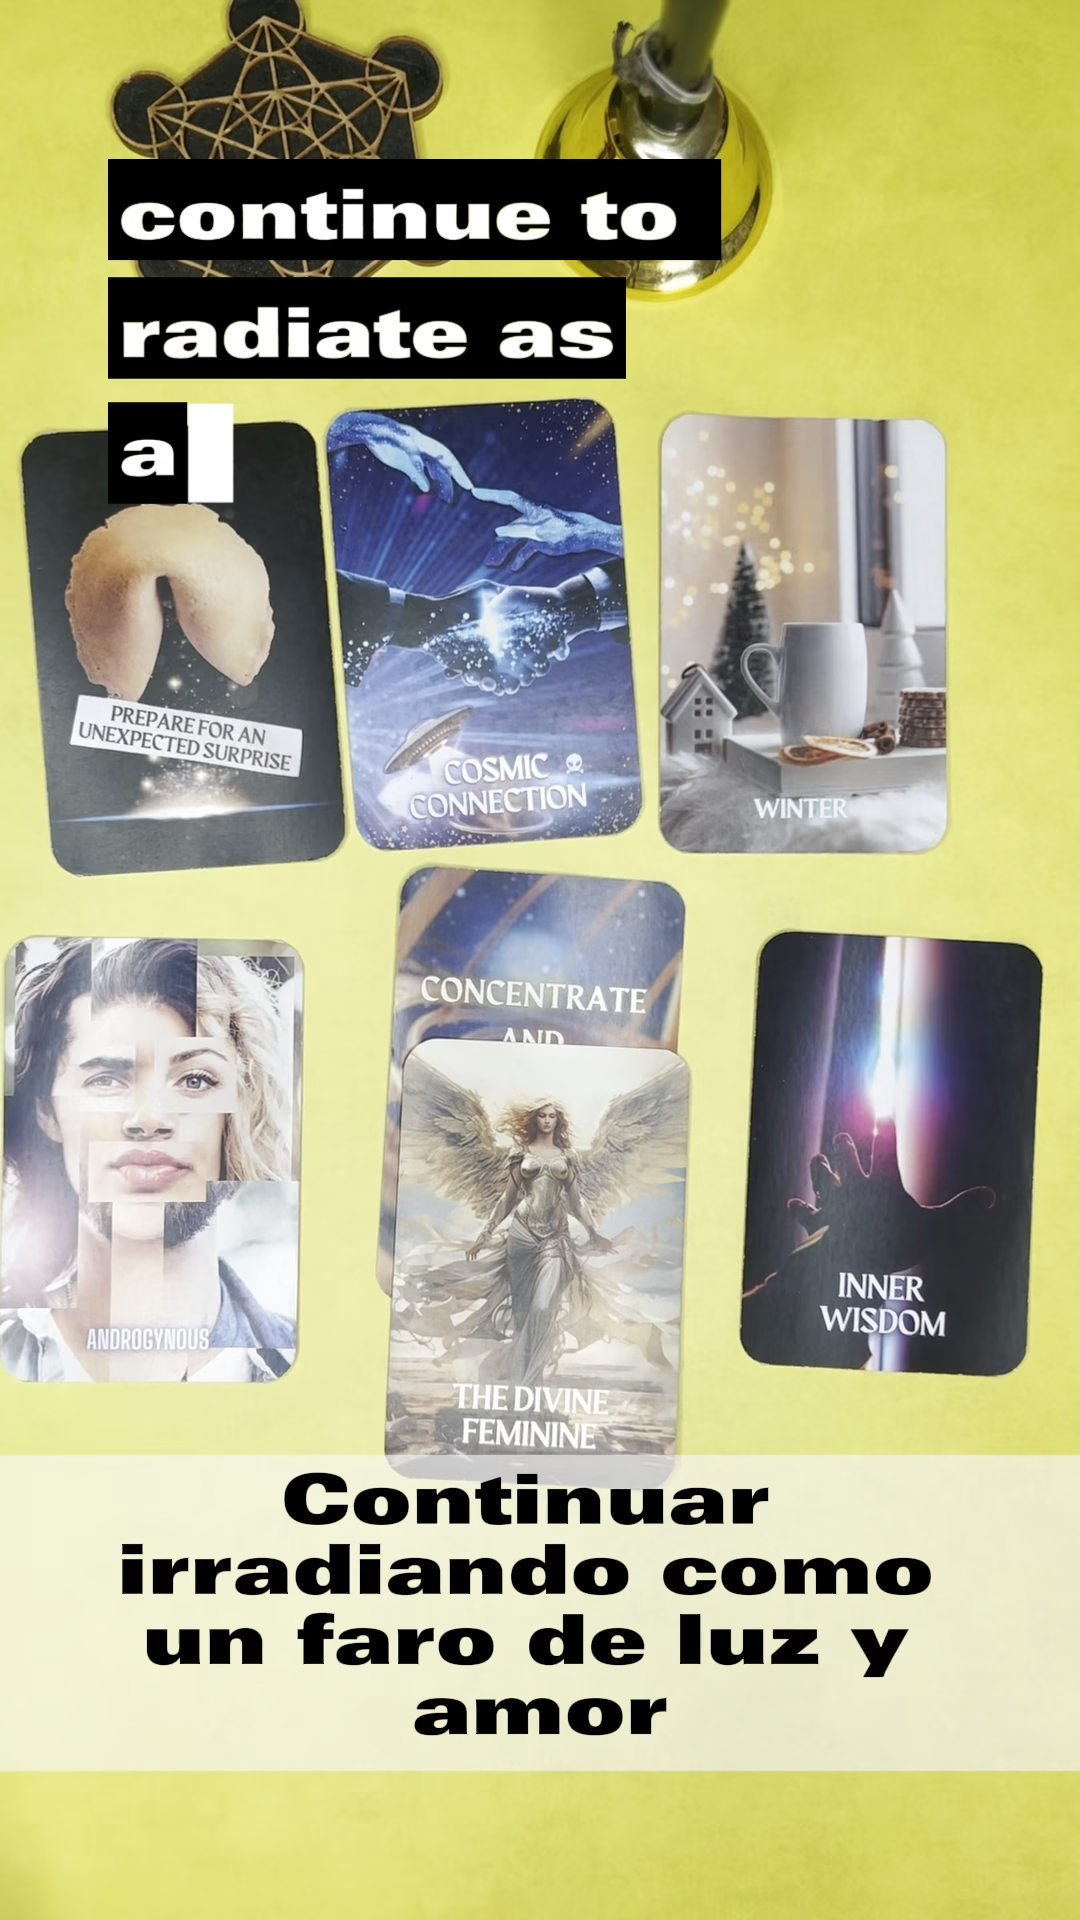 continue to
radiate as
a
PREPARE FOR AN
UNEXPECTED SURPRISE
COSMIC
CONNECTION
WINTER
CONCENTRATE
AND
ANDROGYNOUS
THE DIVINE
FEMININE
INNER
WISDOM
Continuar
irradiando como
un faro de luz y
amor